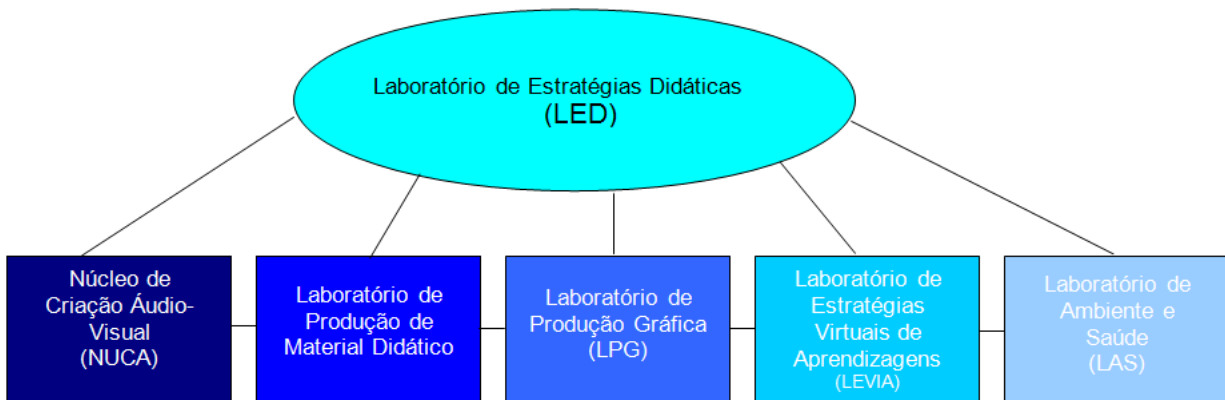 Laboratório de Estratégias Didáticas
(LED)
Núcleo de
Criação Áudio-
Visual
(NUCA)
Laboratório de
Produção de
Material Didático
Laboratório de
Produção Gráfica
(LPG)
Laboratório de
Estratégias
Virtuais de
Aprendizagens
(LEVIA)
Laboratório de
Ambiente e
Saúde
(LAS)